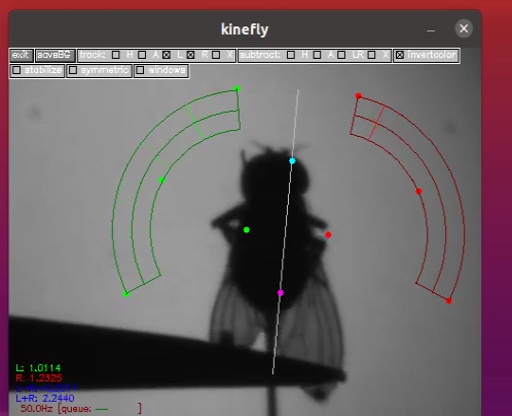 kinefly
exit saveBG track: H A L R X subtract: H A LR X invertcolor
stabilize symmetric windows
L: 1.0114
R: 1.2325
L+R: 2.2440
50.0Hz [queue: ]